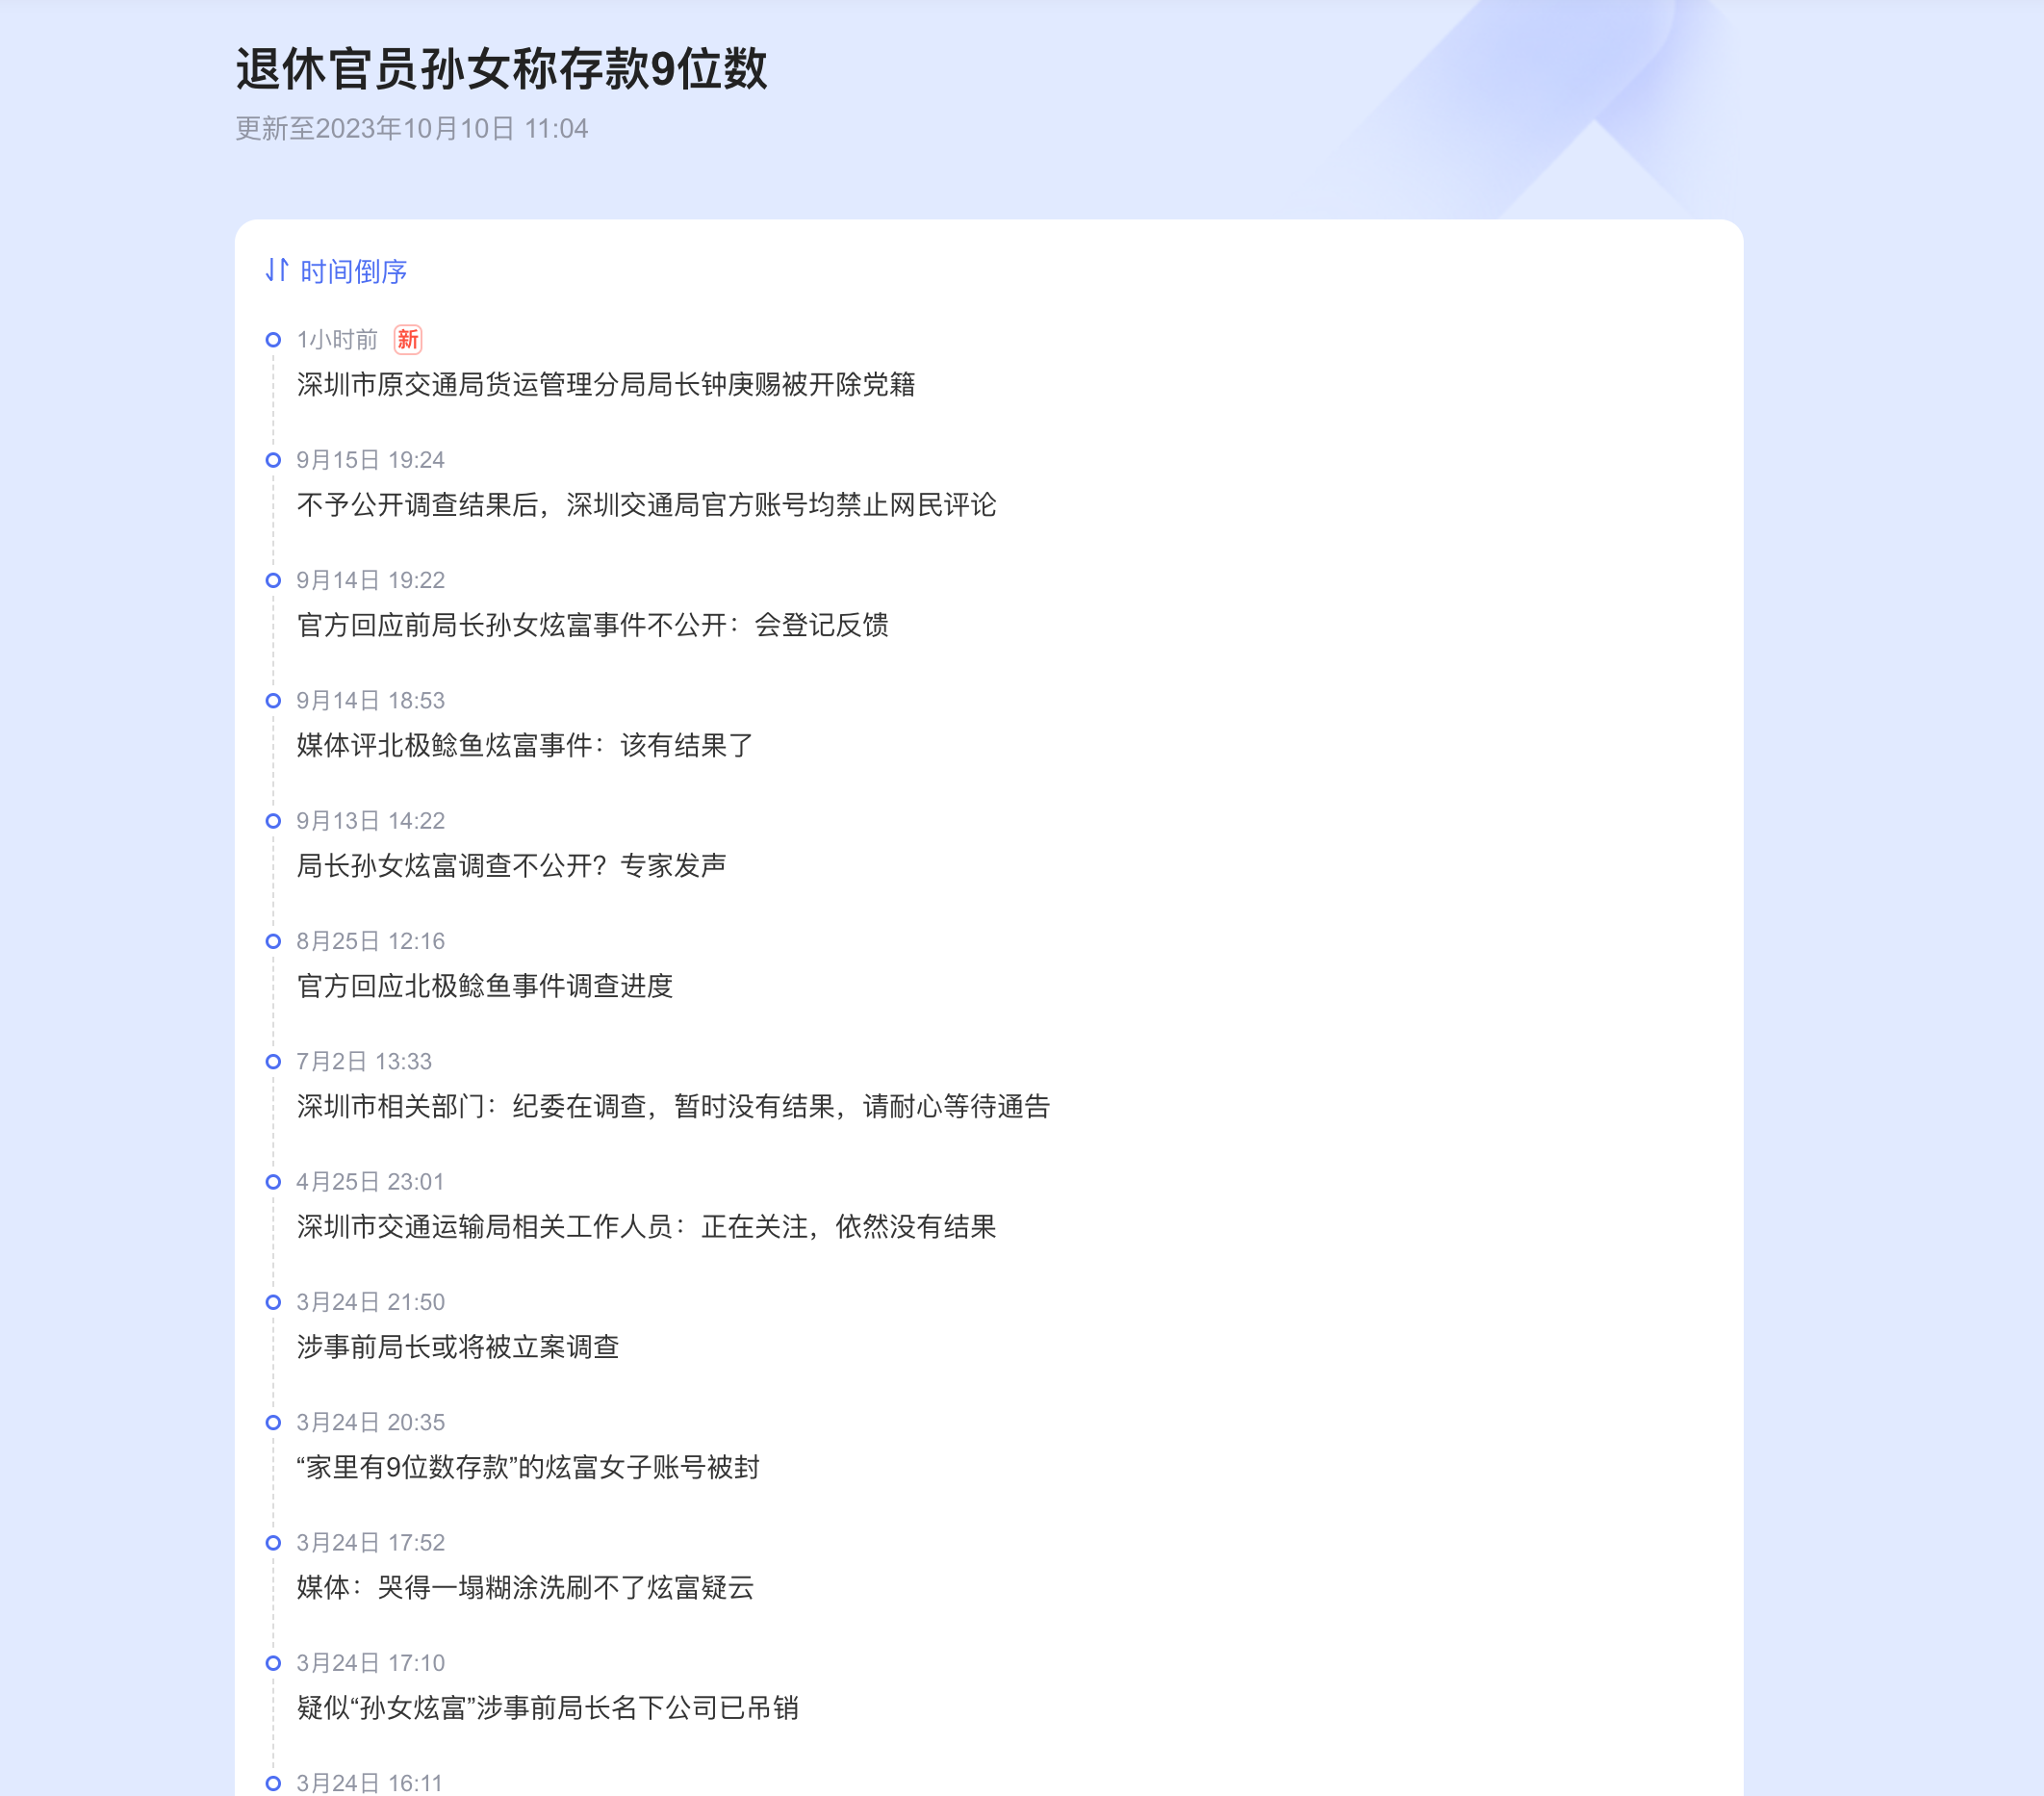 退休官员孙女称存款9位数
更新至2023年10月10日 11:04
时间倒序
1小时前 新
深圳市原交通局货运管理分局局长钟庚赐被开除党籍
9月15日 19:24
不予公开调查结果后，深圳交通局官方账号均禁止网民评论
9月14日 19:22
官方回应前局长孙女炫富事件不公开：会登记反馈
9月14日 18:53
媒体评北极鲶鱼炫富事件：该有结果了
9月13日 14:22
局长孙女炫富调查不公开？专家发声
8月25日 12:16
官方回应北极鲶鱼事件调查进度
7月2日 13:33
深圳市相关部门：纪委在调查，暂时没有结果，请耐心等待通告
4月25日 23:01
深圳市交通运输局相关工作人员：正在关注，依然没有结果
3月24日 21:50
涉事前局长或将被立案调查
3月24日 20:35
“家里有9位数存款”的炫富女子账号被封
3月24日 17:52
媒体：哭得一塌糊涂洗刷不了炫富疑云
3月24日 17:10
疑似“孙女炫富”涉事前局长名下公司已吊销
3月24日 16:11